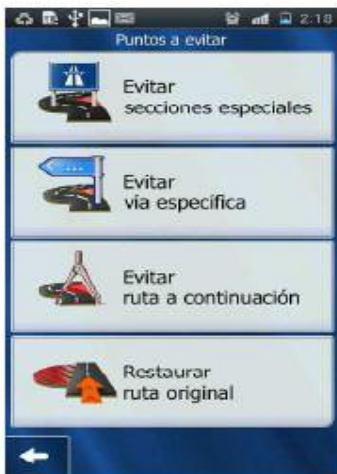 2:18
Puntos a evitar
Evitar
secciones especiales
Evitar
vía específica
Evitar
ruta a continuación
Restaurar
ruta original